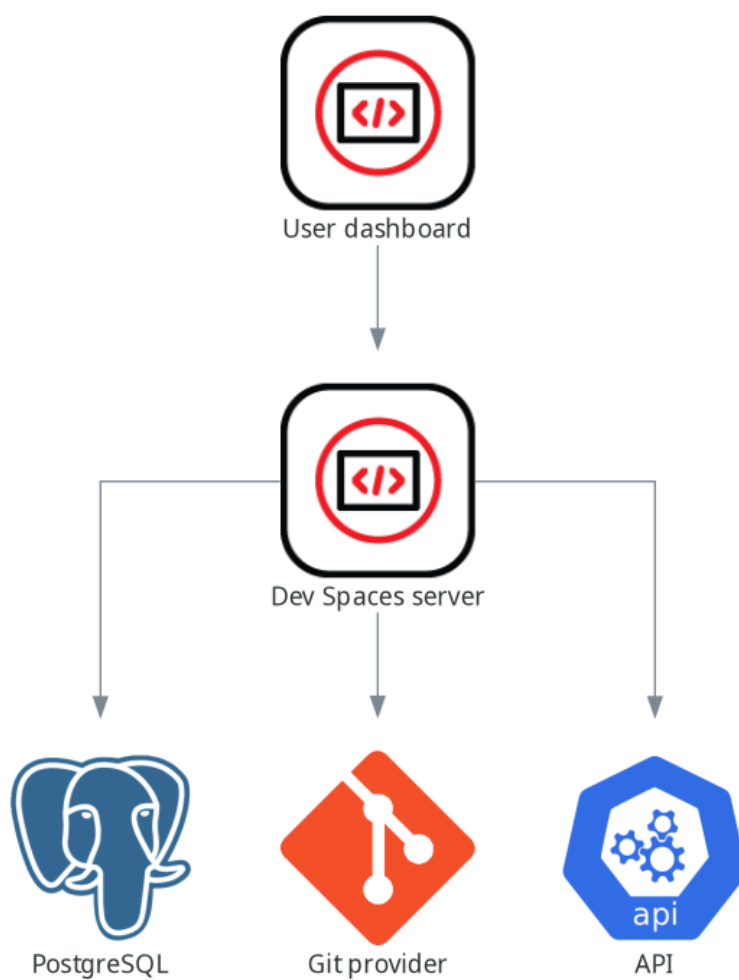 </>
User dashboard
</>
Dev Spaces server
api
PostgreSQL
Git provider
API